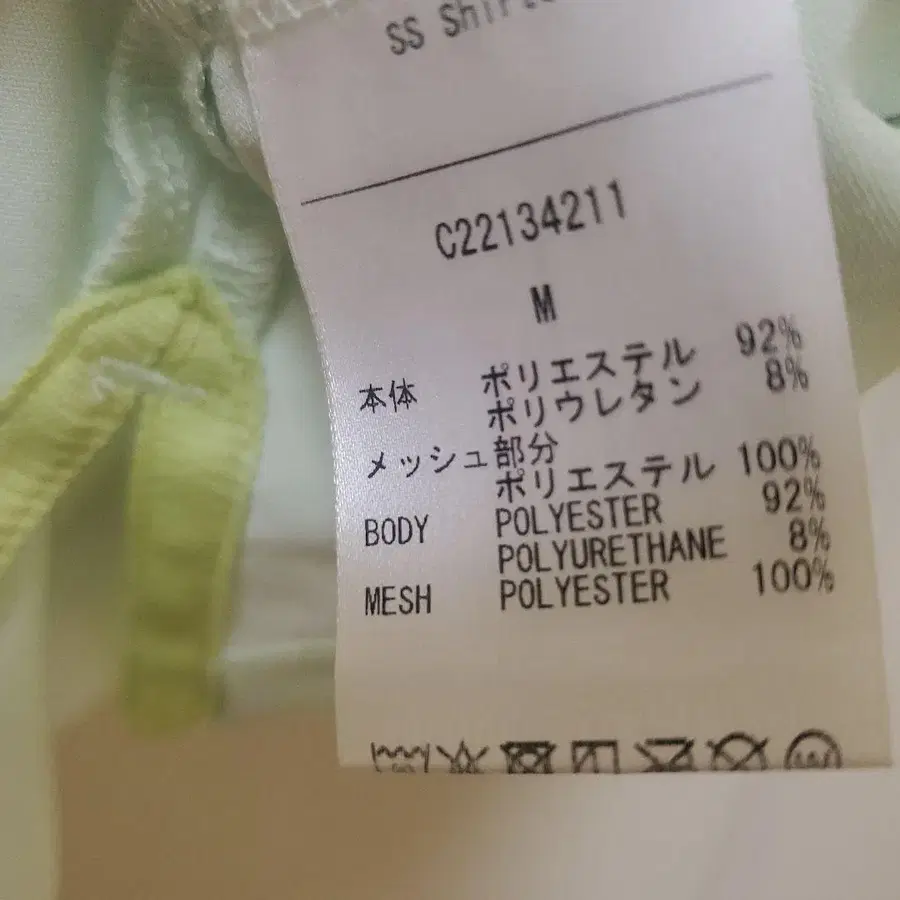 SS Shirts
C22134211
M
本体 ポリエステル 92%
ポリウレタン 8%
メッシュ部分
ポリエステル 100%
BODY POLYESTER 92%
POLYURETHANE 8%
MESH POLYESTER 100%